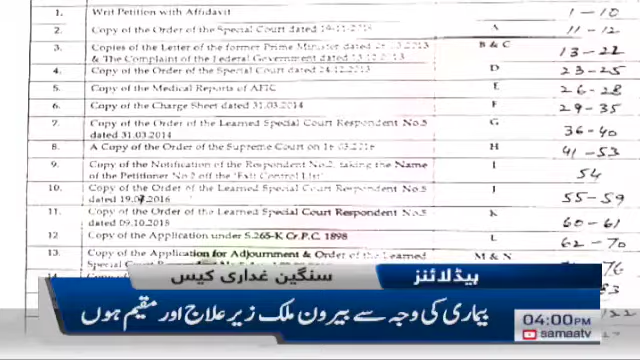 1. Writ Petition with Affidavit 1-10
2. Copy of the Order of the Special Court dated A 11-12
3. Copies of the Letter of the former Prime Minister dated B & C 13-22
& The Complaint of the Federal Government dated 13.12.2013
4. Copy of the Order of the Special Court dated 24.12.2013 D 23-25
5. Copy of the Medical Reports of AFIC E 26-28
6. Copy of the Charge Sheet dated 31.03.2014 F 29-35
7. Copy of the Order of the Learned Special Court Respondent No.5 G 36-40
dated 31.03.2014
8. A Copy of the Order of the Supreme Court on 16.03.2016 H 41-53
9. Copy of the Notification of the Respondent No.2, taking the Name I 54
of the Petitioner No.2 off the 'Exit Control List'
10. Copy of the Order of the Learned Special Court Respondent No.5 J 55-59
dated 19.07.2016
11. Copy of the Order of the Learned Special Court Respondent No.5 K 60-61
dated 09.10.2018
12. Copy of the Application under S.265-K Cr.P.C. 1898 L 62-70
13. Copy of the Application for Adjournment & Order of the Learned M & N 76
ہیڈلائنز
سنگین غداری کیس
بیماری کی وجہ سے بیرون ملک زیر علاج اور مقیم ہوں
04:00PM
samaatv